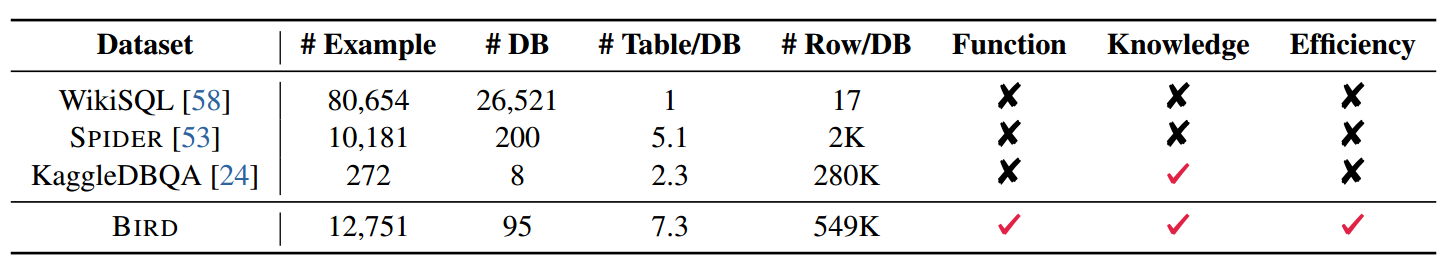 Dataset # Example # DB # Table/DB # Row/DB Function Knowledge Efficiency
WikiSQL [58] 80,654 26,521 1 17 ✘ ✘ ✘
SPIDER [53] 10,181 200 5.1 2K ✘ ✘ ✘
KaggleDBQA [24] 272 8 2.3 280K ✘ ✓ ✘
BIRD 12,751 95 7.3 549K ✓ ✓ ✓